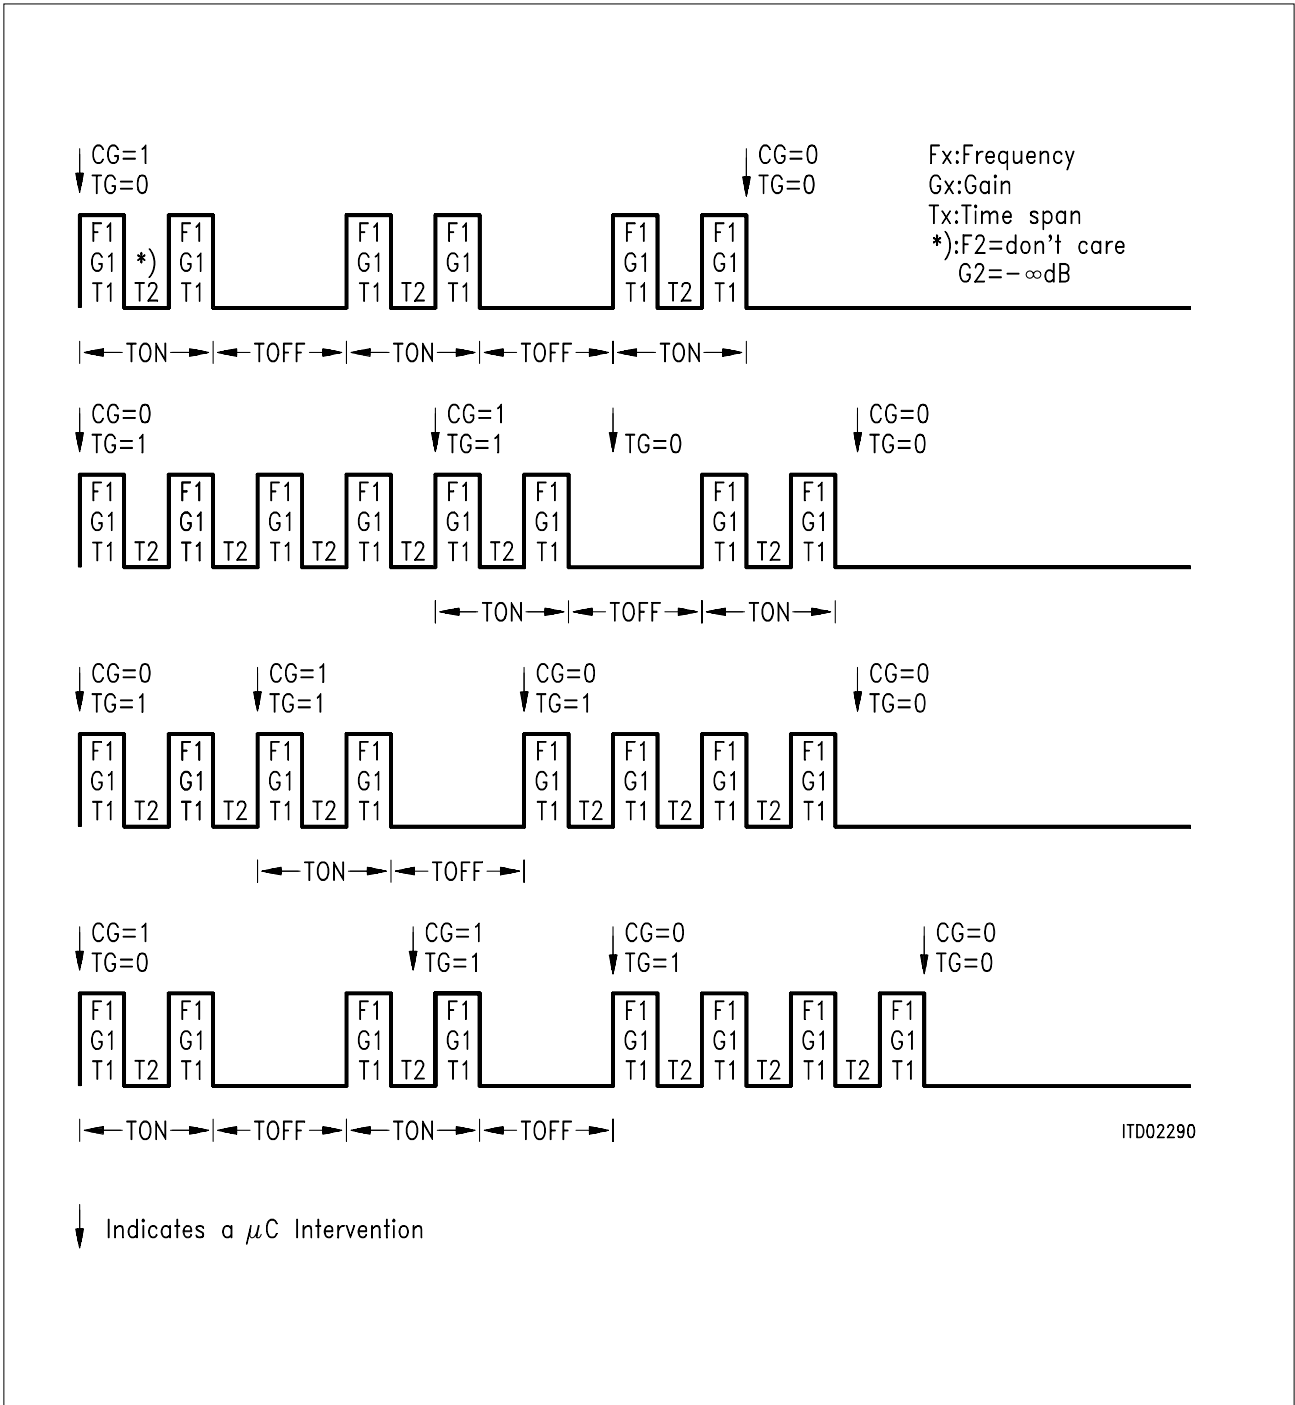 CG=1 CG=0 Fx:Frequency
TG=0 TG=0 Gx:Gain
Tx:Time span
F1 F1 F1 F1 F1 F1 *):F2=don't care
G1 *) G1 G1 G1 G1 G1 G2=-∞dB
T1 T2 T1 T1 T2 T1 T1 T2 T1
TON TOFF TON TOFF TON
CG=0 CG=1 CG=0
TG=1 TG=1 TG=0 TG=0
F1 F1 F1 F1 F1 F1 F1 F1
G1 G1 G1 G1 G1 G1 G1 G1
T1 T2 T1 T2 T1 T2 T1 T2 T1 T2 T1 T1 T2 T1
TON TOFF TON
CG=0 CG=1 CG=0 CG=0
TG=1 TG=1 TG=1 TG=0
F1 F1 F1 F1 F1 F1 F1 F1
G1 G1 G1 G1 G1 G1 G1 G1
T1 T2 T1 T2 T1 T2 T1 T1 T2 T1 T2 T1 T2 T1
TON TOFF
CG=1 CG=1 CG=0 CG=0
TG=0 TG=1 TG=1 TG=0
F1 F1 F1 F1 F1 F1 F1 F1
G1 G1 G1 G1 G1 G1 G1 G1
T1 T2 T1 T1 T2 T1 T1 T2 T1 T2 T1 T2 T1
TON TOFF TON TOFF
ITD02290
Indicates a μC Intervention